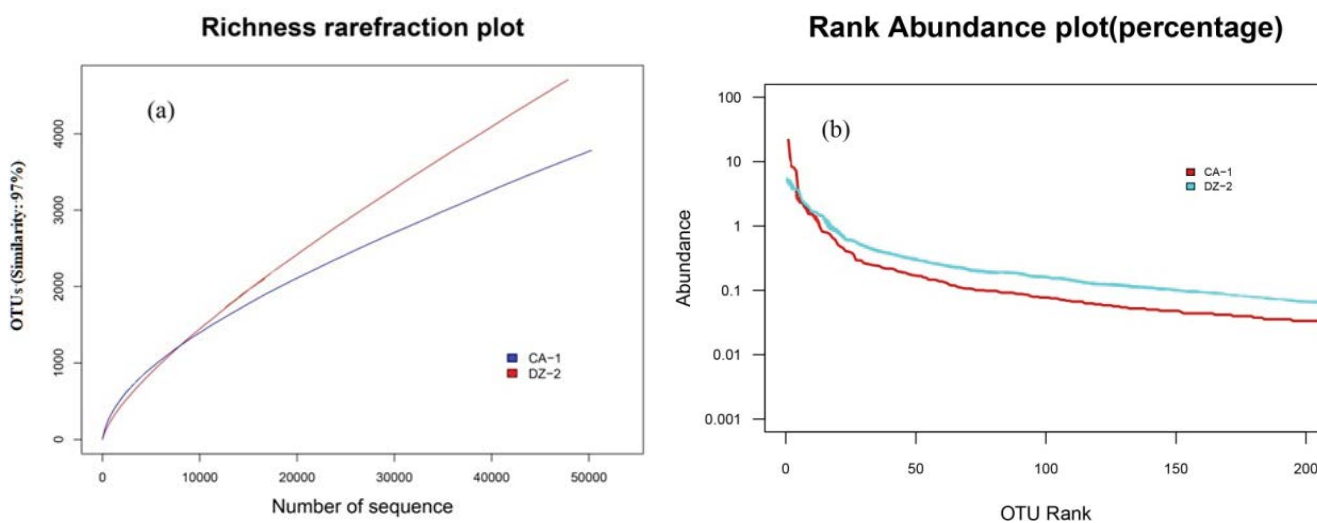 Richness rarefraction plot
(a)
OTUs (Similarity::97%)
4000
3000
2000
1000
0
CA-1
DZ-2
0 10000 20000 30000 40000 50000
Number of sequence
Rank Abundance plot(percentage)
(b)
100
10
1
0.1
0.01
0.001
Abundance
CA-1
DZ-2
0 50 100 150 200
OTU Rank